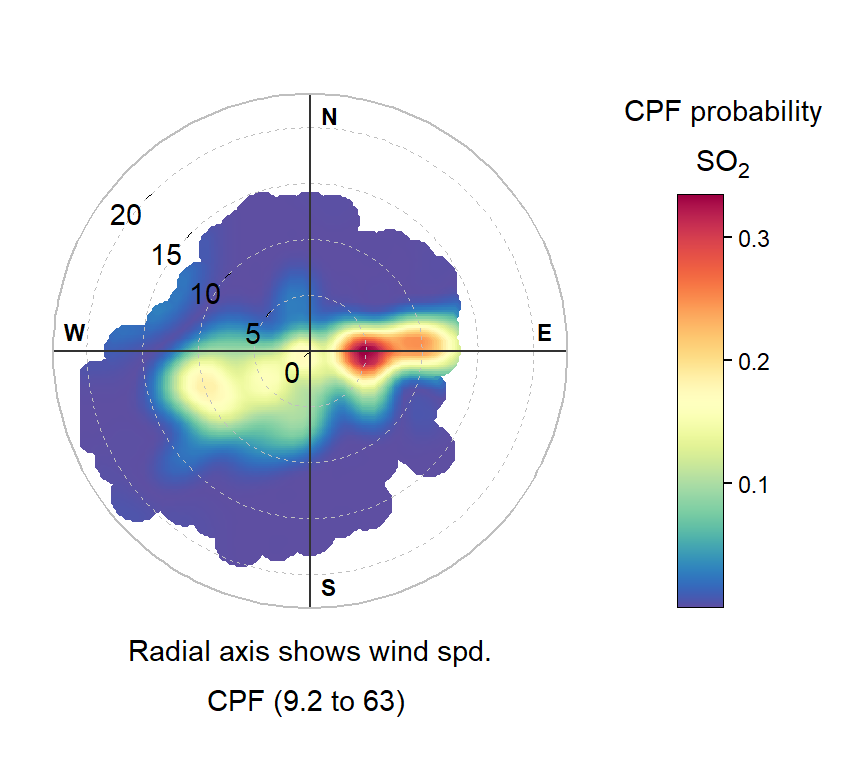 CPF probability
SO₂
N
20
15
10
5
0
W
E
S
0.3
0.2
0.1
Radial axis shows wind spd.
CPF (9.2 to 63)